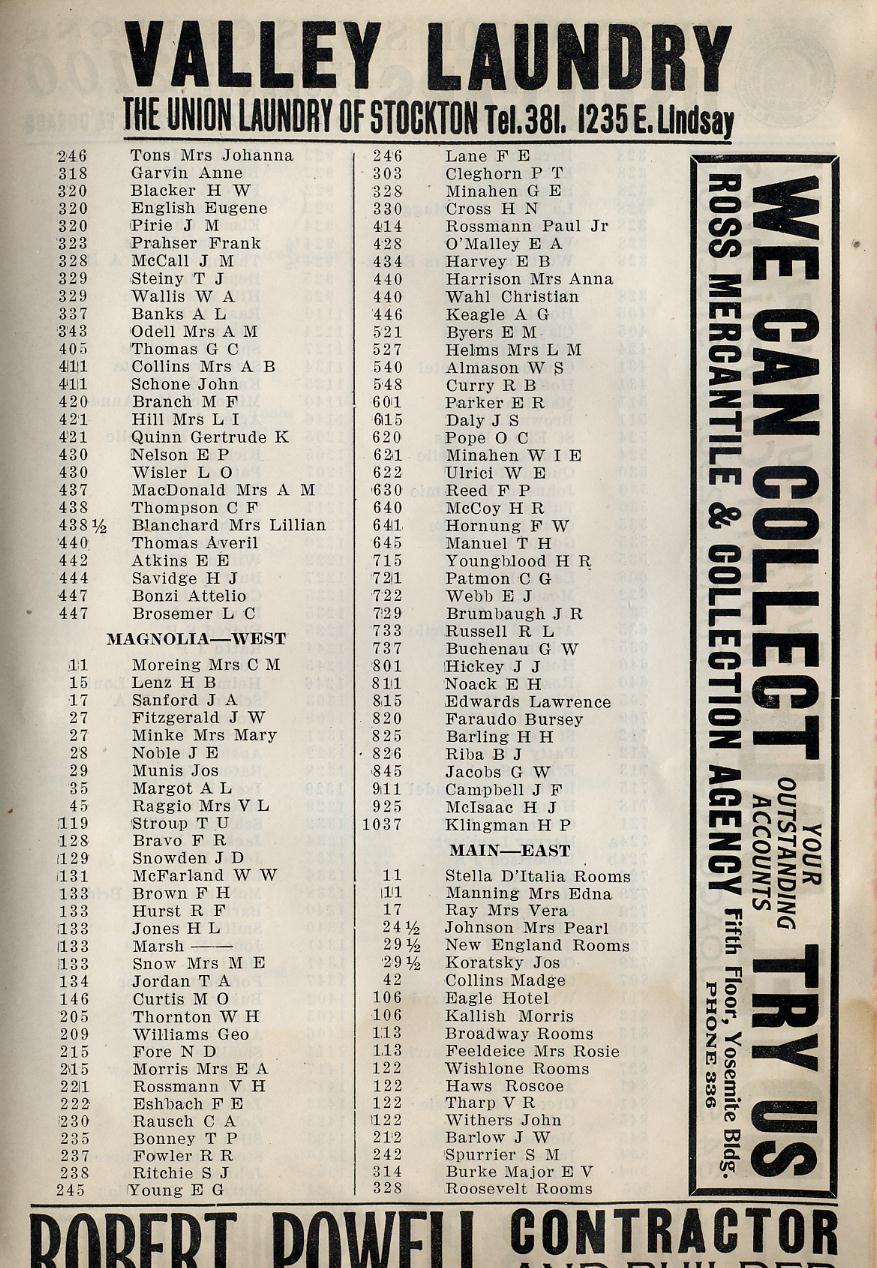 VALLEY LAUNDRY
THE UNION LAUNDRY OF STOCKTON Tel.381. 1235 E. Lindsay
246 Tons Mrs Johanna
318 Garvin Anne
320 Blacker H W
320 English Eugene
320 Pirie J M
323 Prahser Frank
328 McCall J M
329 Steiny T J
329 Wallis W A
337 Banks A L
343 Odell Mrs A M
405 Thomas G C
411 Collins Mrs A B
411 Schone John
420 Branch M F
421 Hill Mrs L I
421 Quinn Gertrude K
430 Nelson E P
430 Wisler L O
437 MacDonald Mrs A M
438 Thompson C F
438½ Blanchard Mrs Lillian
440 Thomas Averil
442 Atkins E E
444 Savidge H J
447 Bonzi Attelio
447 Brosemer L C
MAGNOLIA—WEST
11 Moreing Mrs C M
15 Lenz H B
17 Sanford J A
27 Fitzgerald J W
27 Minke Mrs Mary
28 Noble J E
29 Munis Jos
35 Margot A L
45 Raggio Mrs V L
119 Stroup T U
128 Bravo F R
129 Snowden J D
131 McFarland W W
133 Brown F H
133 Hurst R F
133 Jones H L
133 Marsh ——
133 Snow Mrs M E
134 Jordan T A
146 Curtis M O
205 Thornton W H
209 Williams Geo
215 Fore N D
215 Morris Mrs E A
221 Rossmann V H
222 Eshbach F E
230 Rausch C A
235 Bonney T P
237 Fowler R R
238 Ritchie S J
245 Young E G
246 Lane F E
303 Cleghorn P T
328 Minahen G E
330 Cross H N
414 Rossmann Paul Jr
428 O'Malley E A
434 Harvey E B
440 Harrison Mrs Anna
440 Wahl Christian
446 Keagle A G
521 Byers E M
527 Helms Mrs L M
540 Almason W S
548 Curry R B
601 Parker E R
615 Daly J S
620 Pope O C
621 Minahen W I E
622 Ulrici W E
630 Reed F P
640 McCoy H R
641 Hornung F W
645 Manuel T H
715 Youngblood H R
721 Patmon C G
722 Webb E J
729 Brumbaugh J R
733 Russell R L
737 Buchenau G W
801 Hickey J J
811 Noack E H
815 Edwards Lawrence
820 Faraudo Bursey
825 Barling H H
826 Riba B J
845 Jacobs G W
911 Campbell J F
925 McIsaac H J
1037 Klingman H P
MAIN—EAST
11 Stella D'Italia Rooms
11 Manning Mrs Edna
17 Ray Mrs Vera
24½ Johnson Mrs Pearl
29½ New England Rooms
29½ Koratsky Jos
42 Collins Madge
106 Eagle Hotel
106 Kallish Morris
113 Broadway Rooms
113 Feeldeice Mrs Rosie
122 Wishlone Rooms
122 Haws Roscoe
122 Tharp V R
122 Withers John
212 Barlow J W
242 Spurrier S M
314 Burke Major E V
328 Roosevelt Rooms
WE CAN COLLECT YOUR OUTSTANDING ACCOUNTS TRY US
ROSS MERCANTILE & COLLECTION AGENCY Fifth Floor, Yosemite Bldg.
PHONE 336
ROBERT POWELL CONTRACTOR
AND BUILDER